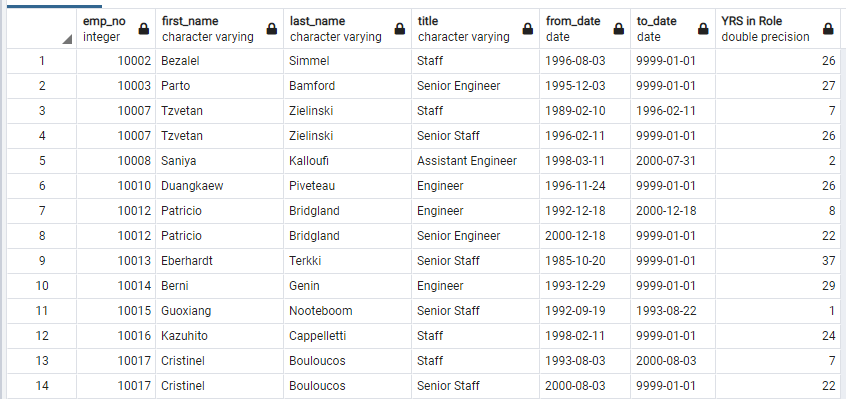 emp_no first_name last_name title from_date to_date YRS in Role
integer character varying character varying character varying date date double precision
1 10002 Bezalel Simmel Staff 1996-08-03 9999-01-01 26
2 10003 Parto Bamford Senior Engineer 1995-12-03 9999-01-01 27
3 10007 Tzvetan Zielinski Staff 1989-02-10 1996-02-11 7
4 10007 Tzvetan Zielinski Senior Staff 1996-02-11 9999-01-01 26
5 10008 Saniya Kalloufi Assistant Engineer 1998-03-11 2000-07-31 2
6 10010 Duangkaew Piveteau Engineer 1996-11-24 9999-01-01 26
7 10012 Patricio Bridgland Engineer 1992-12-18 2000-12-18 8
8 10012 Patricio Bridgland Senior Engineer 2000-12-18 9999-01-01 22
9 10013 Eberhardt Terkki Senior Staff 1985-10-20 9999-01-01 37
10 10014 Berni Genin Engineer 1993-12-29 9999-01-01 29
11 10015 Guoxiang Nooteboom Senior Staff 1992-09-19 1993-08-22 1
12 10016 Kazuhito Cappelletti Staff 1998-02-11 9999-01-01 24
13 10017 Cristinel Bouloucos Staff 1993-08-03 2000-08-03 7
14 10017 Cristinel Bouloucos Senior Staff 2000-08-03 9999-01-01 22